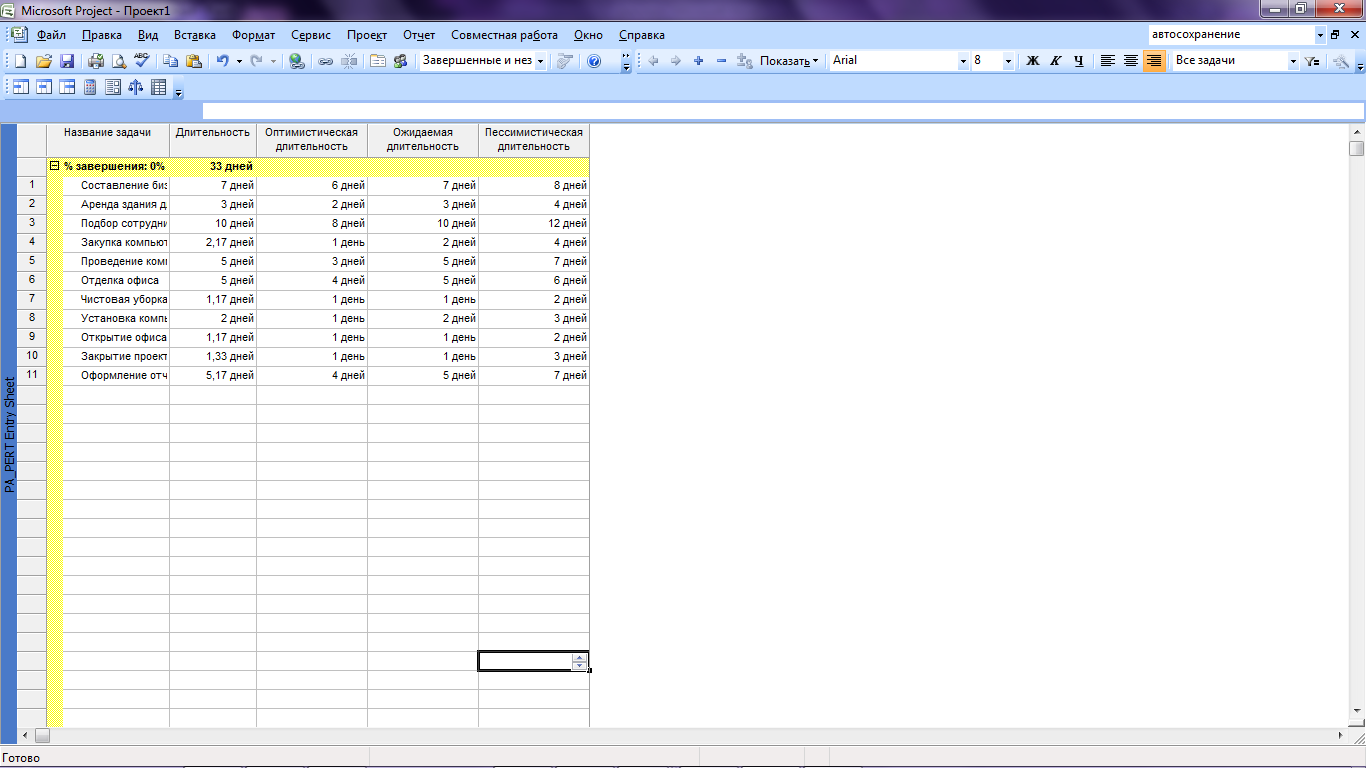 Microsoft Project - Проект1
Файл Правка Вид Вставка Формат Сервис Проект Отчет Совместная работа Окно Справка автосохранение
Завершенные и нез Показать Arial 8 Ж К Ч Все задачи
Название задачи Длительность Оптимистическая длительность Ожидаемая длительность Пессимистическая длительность
% завершения: 0% 33 дней
1 Составление биз 7 дней 6 дней 7 дней 8 дней
2 Аренда здания д 3 дней 2 дней 3 дней 4 дней
3 Подбор сотрудни 10 дней 8 дней 10 дней 12 дней
4 Закупка компьют 2,17 дней 1 день 2 дней 4 дней
5 Проведение комм 5 дней 3 дней 5 дней 7 дней
6 Отделка офиса 5 дней 4 дней 5 дней 6 дней
7 Чистовая уборка 1,17 дней 1 день 1 день 2 дней
8 Установка компь 2 дней 1 день 2 дней 3 дней
9 Открытие офиса 1,17 дней 1 день 1 день 2 дней
10 Закрытие проект 1,33 дней 1 день 1 день 3 дней
11 Оформление отч 5,17 дней 4 дней 5 дней 7 дней
PA_PERT Entry Sheet
Готово